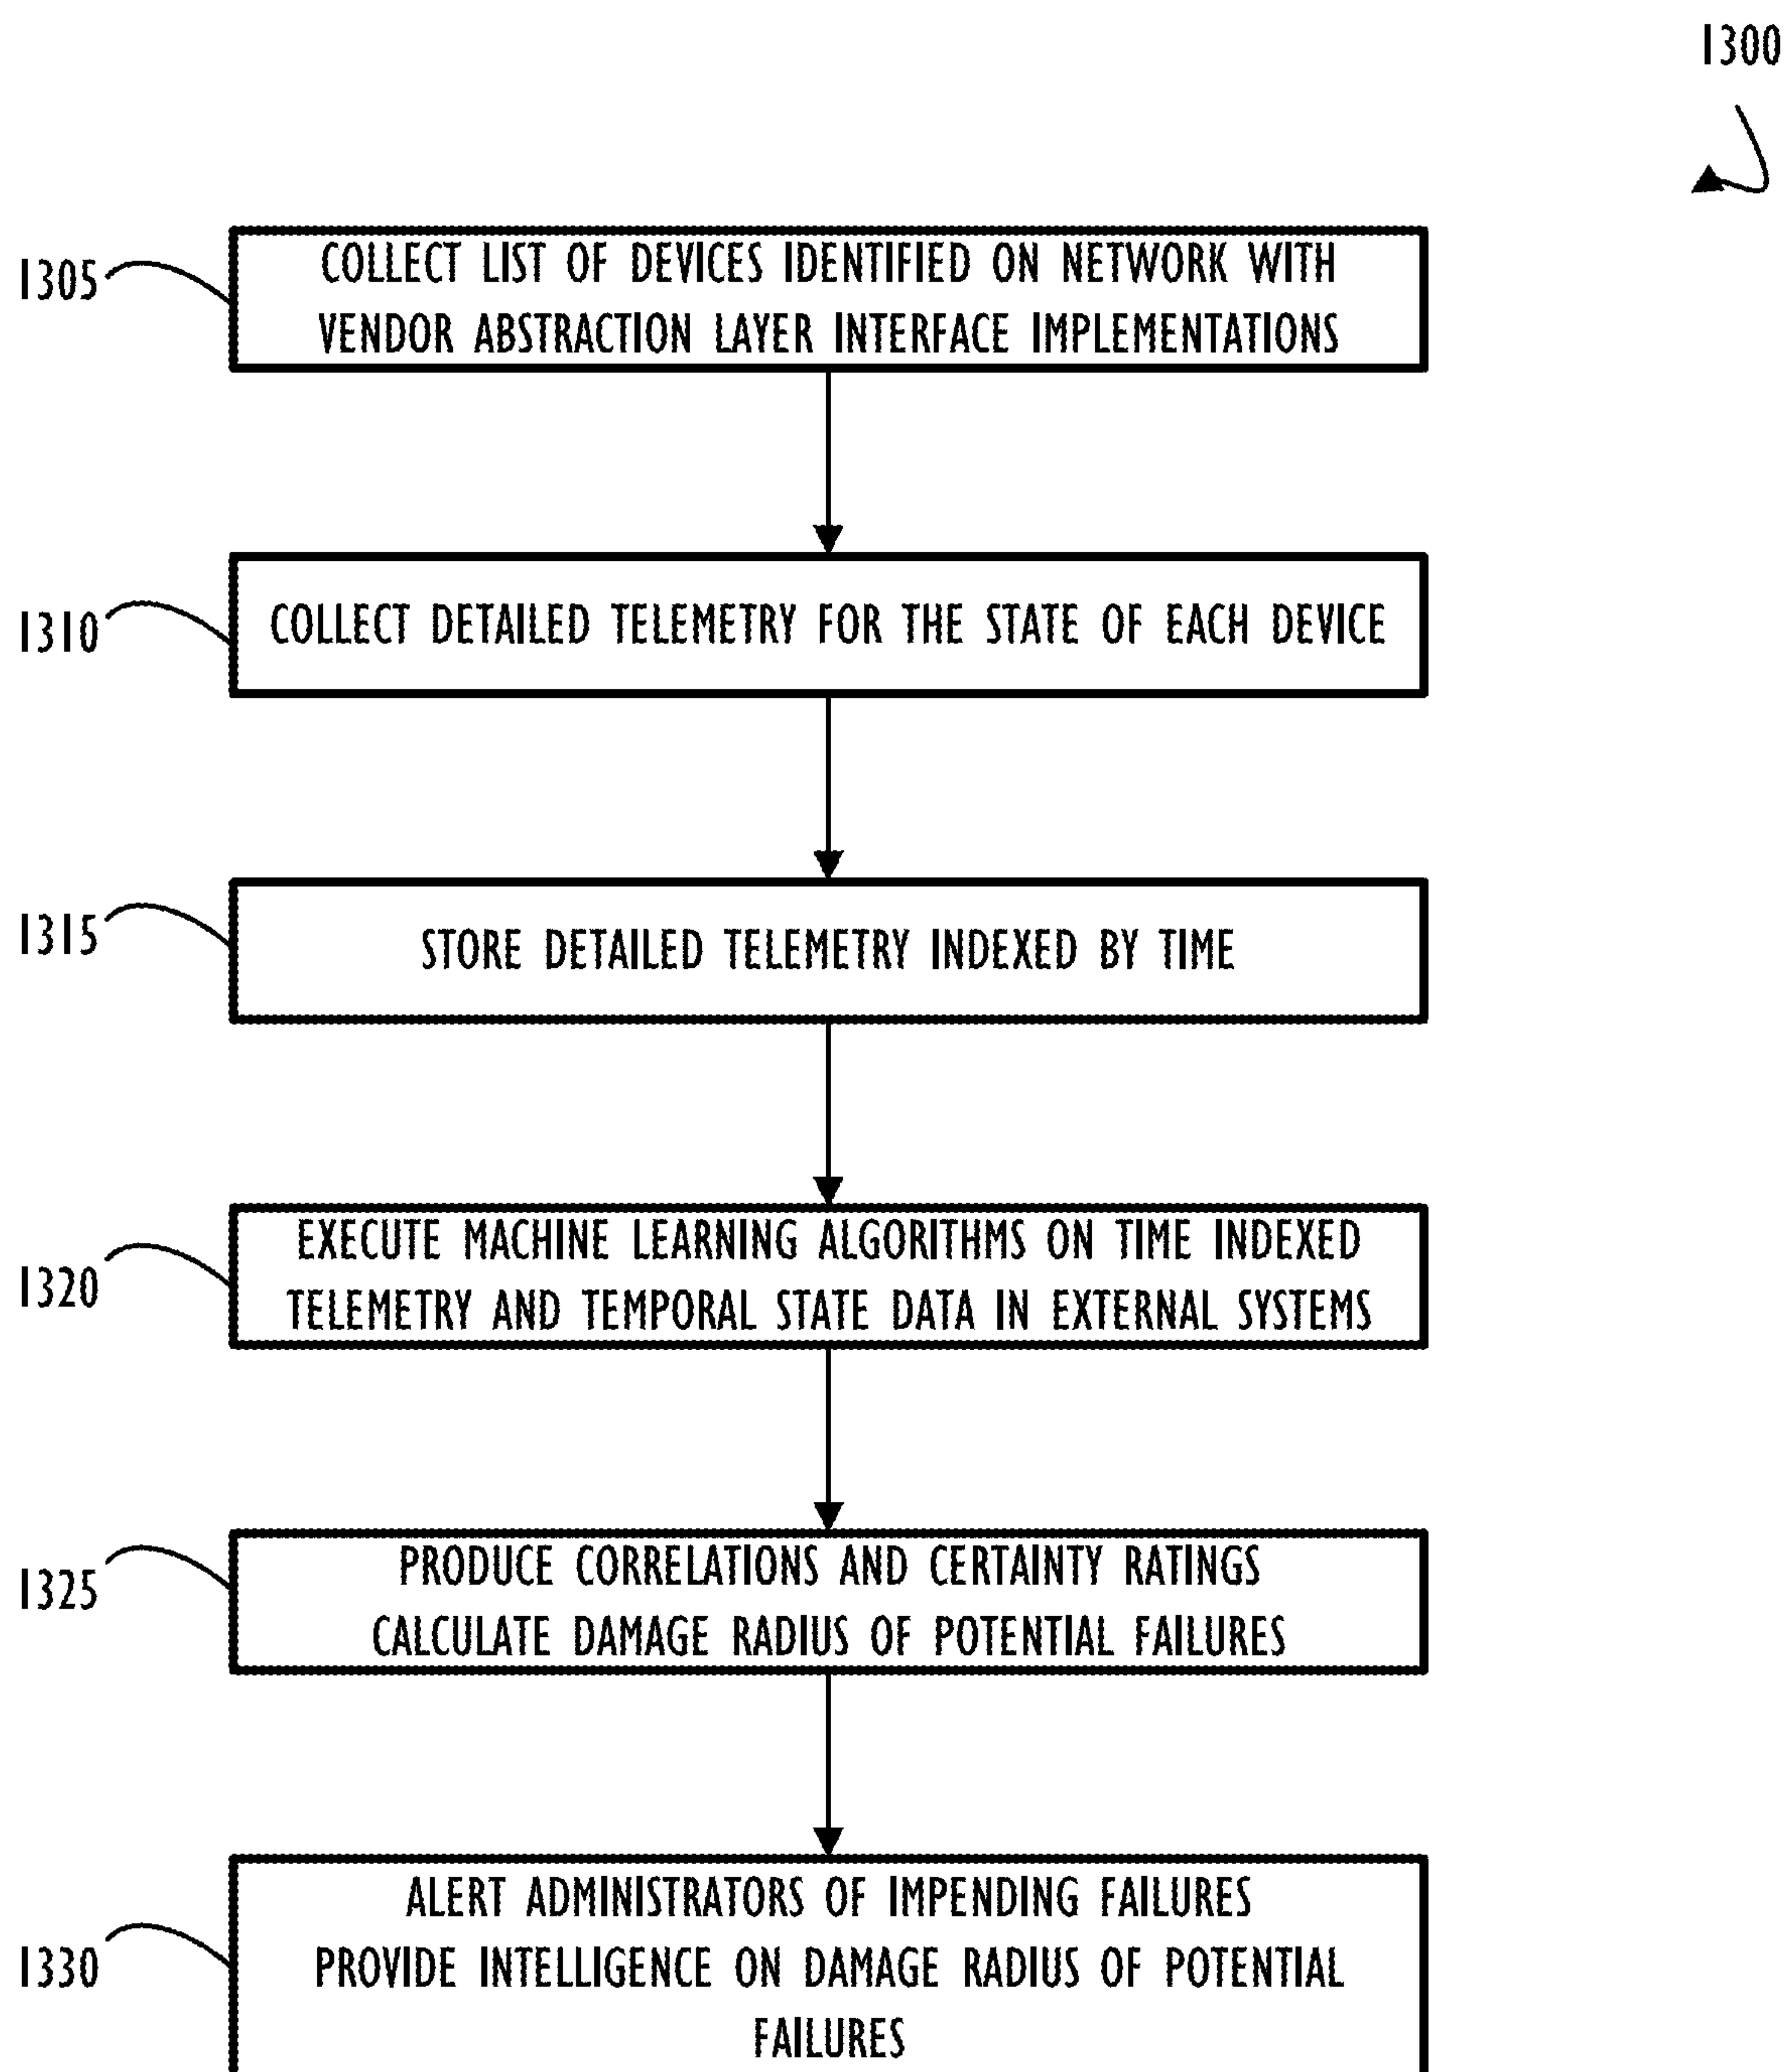 1300
1305
COLLECT LIST OF DEVICES IDENTIFIED ON NETWORK WITH
VENDOR ABSTRACTION LAYER INTERFACE IMPLEMENTATIONS
1310
COLLECT DETAILED TELEMETRY FOR THE STATE OF EACH DEVICE
1315
STORE DETAILED TELEMETRY INDEXED BY TIME
1320
EXECUTE MACHINE LEARNING ALGORITHMS ON TIME INDEXED
TELEMETRY AND TEMPORAL STATE DATA IN EXTERNAL SYSTEMS
1325
PRODUCE CORRELATIONS AND CERTAINTY RATINGS
CALCULATE DAMAGE RADIUS OF POTENTIAL FAILURES
1330
ALERT ADMINISTRATORS OF IMPENDING FAILURES
PROVIDE INTELLIGENCE ON DAMAGE RADIUS OF POTENTIAL
FAILURES